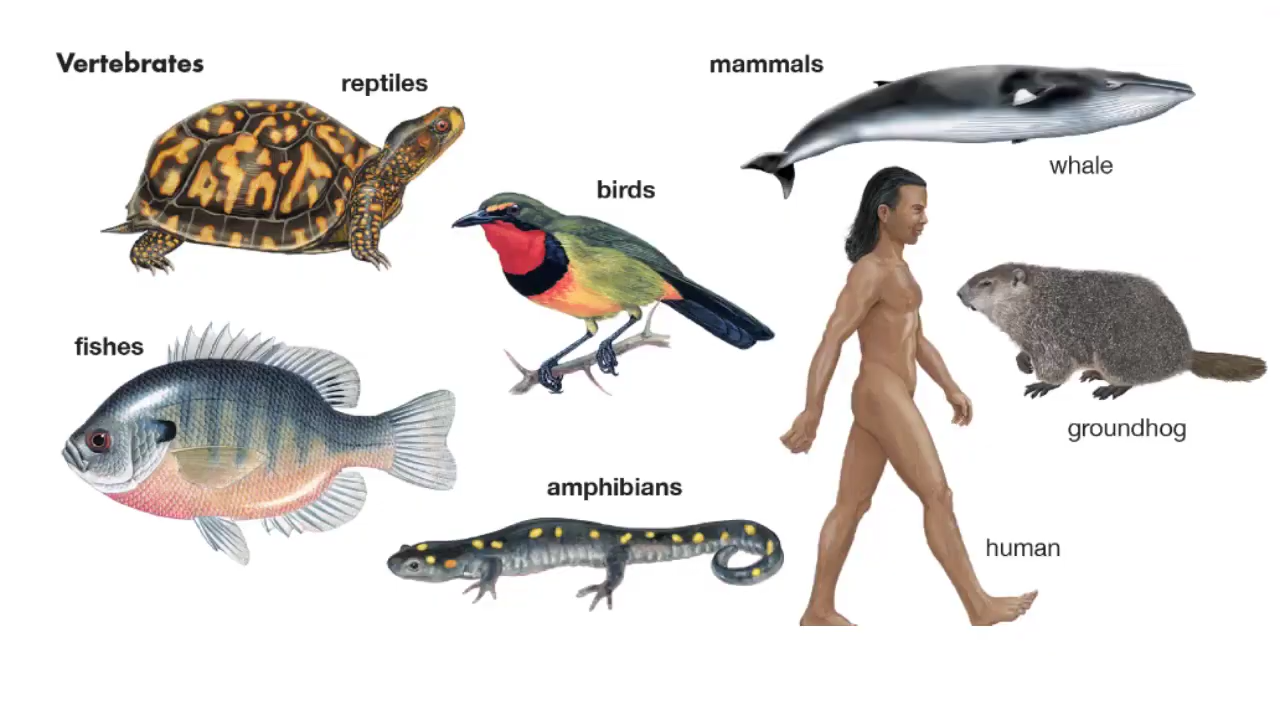 Vertebrates
reptiles
mammals
whale
birds
fishes
groundhog
amphibians
human